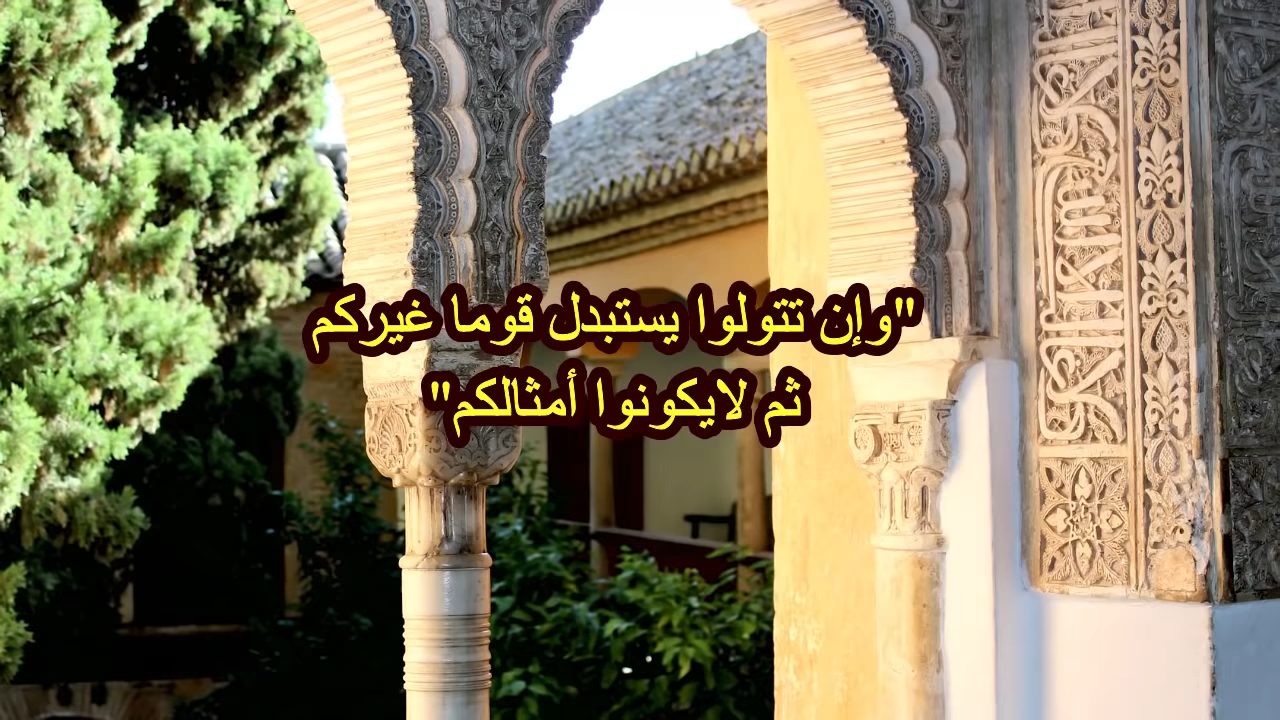 "وإن تتولوا يستبدل قوما غيركم
ثم لايكونوا أمثالكم"